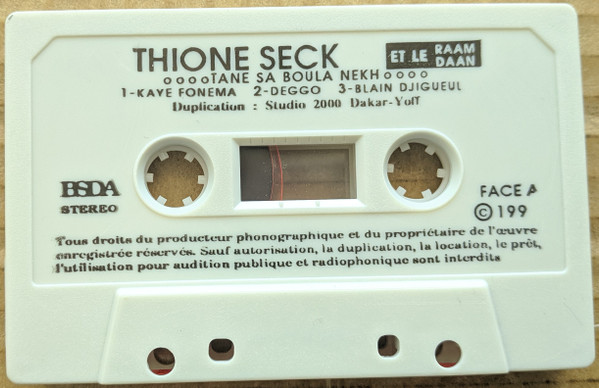 THIONE SECK ET LE RAAM DAAN
oooo TANE SA BOULA NEKH oooo
1-KAYE FONEMA 2-DEGGO 3-BLAIN DJIGUEUL
Duplication : Studio 2000 Dakar-Yoff
BSDA
STEREO
FACE A
© 199
Tous droits du producteur phonographique et du propriétaire de l'œuvre
enregistrée réservés. Sauf autorisation, la duplication, la location, le prêt,
l'utilisation pour audition publique et radiophonique sont interdits